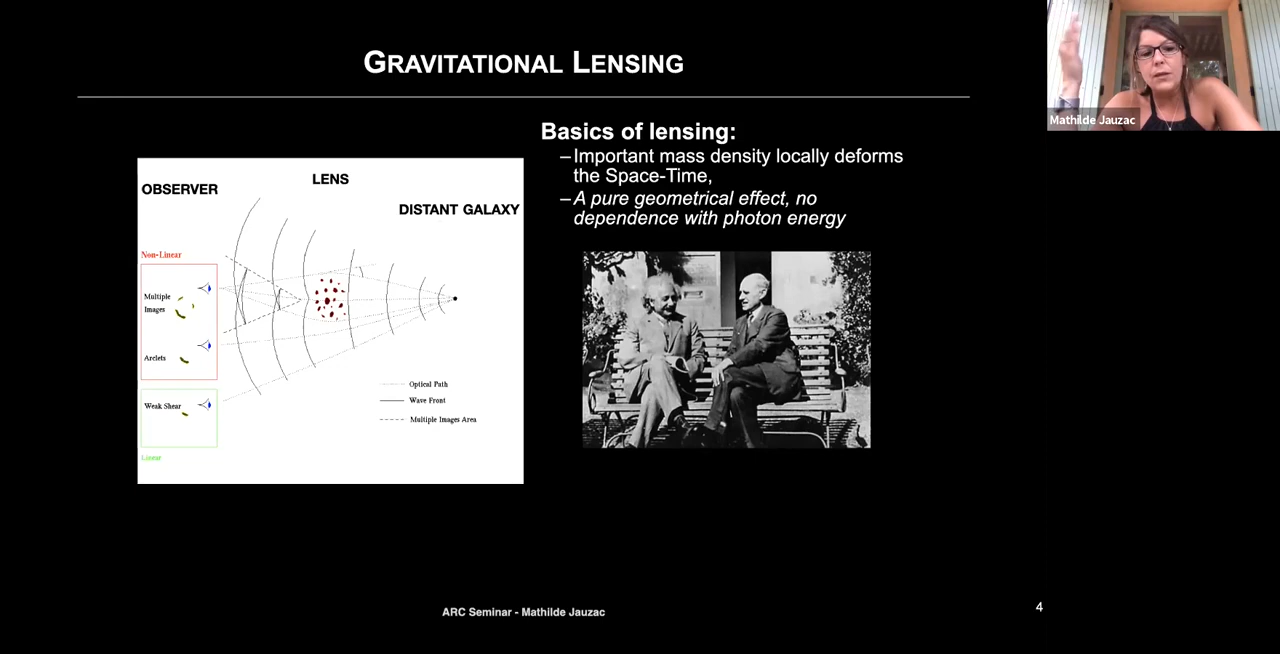 GRAVITATIONAL LENSING
Mathilde Jauzac
Basics of lensing:
–Important mass density locally deforms
the Space-Time,
–A pure geometrical effect, no
dependence with photon energy
LENS
OBSERVER
DISTANT GALAXY
Non-Linear
Multiple
Images
Arclets
Weak Shear
Linear
Optical Path
Wave Front
Multiple Images Area
ARC Seminar - Mathilde Jauzac
4